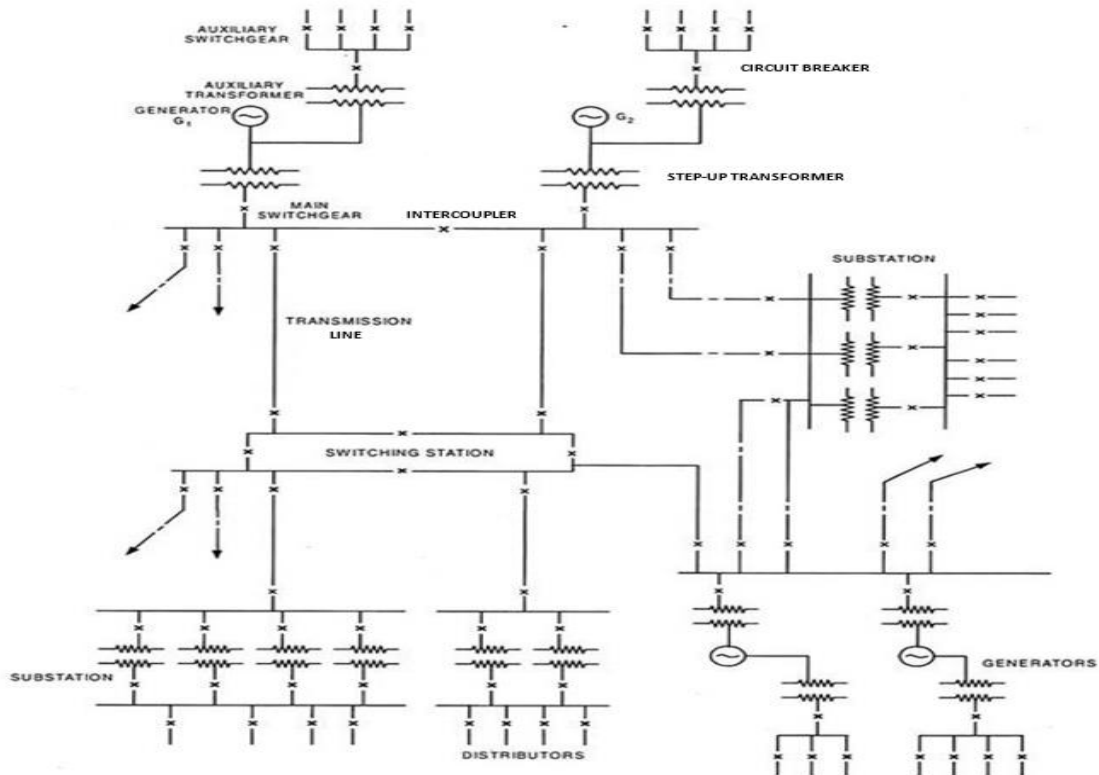 AUXILIARY
SWITCHGEAR
CIRCUIT BREAKER
AUXILIARY
TRANSFORMER
GENERATOR
G1
G2
STEP-UP TRANSFORMER
MAIN
SWITCHGEAR
INTERCOUPLER
SUBSTATION
TRANSMISSION
LINE
SWITCHING STATION
SUBSTATION
GENERATORS
DISTRIBUTORS